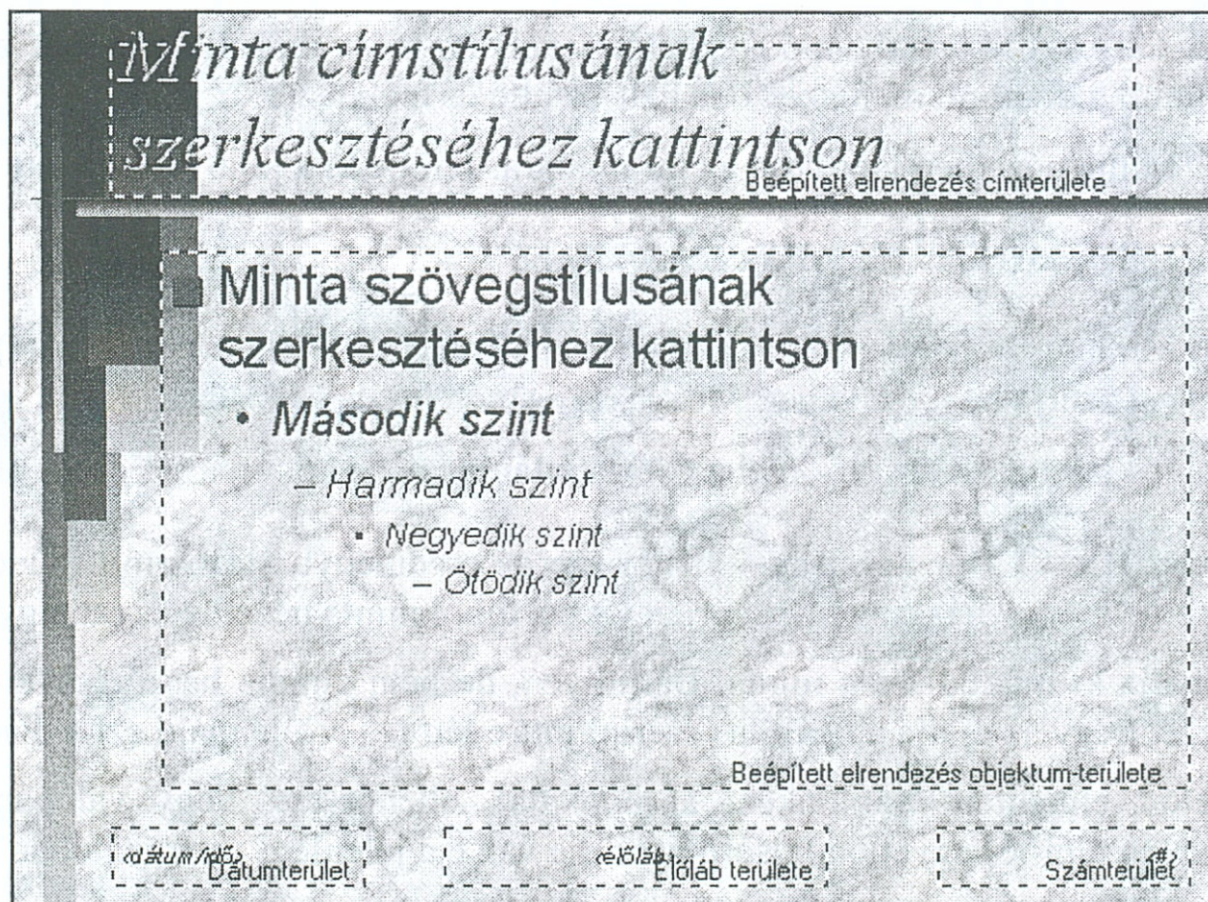 Minta címstílusának
szerkesztéséhez kattintson
Beépített elrendezés címterülete
Minta szövegstílusának
szerkesztéséhez kattintson
• Második szint
– Harmadik szint
• Negyedik szint
– Ötödik szint
Beépített elrendezés objektum-területe
<dátum/idő>
Dátumterület
<élőláb>
Élőláb területe
<#>
Számterület